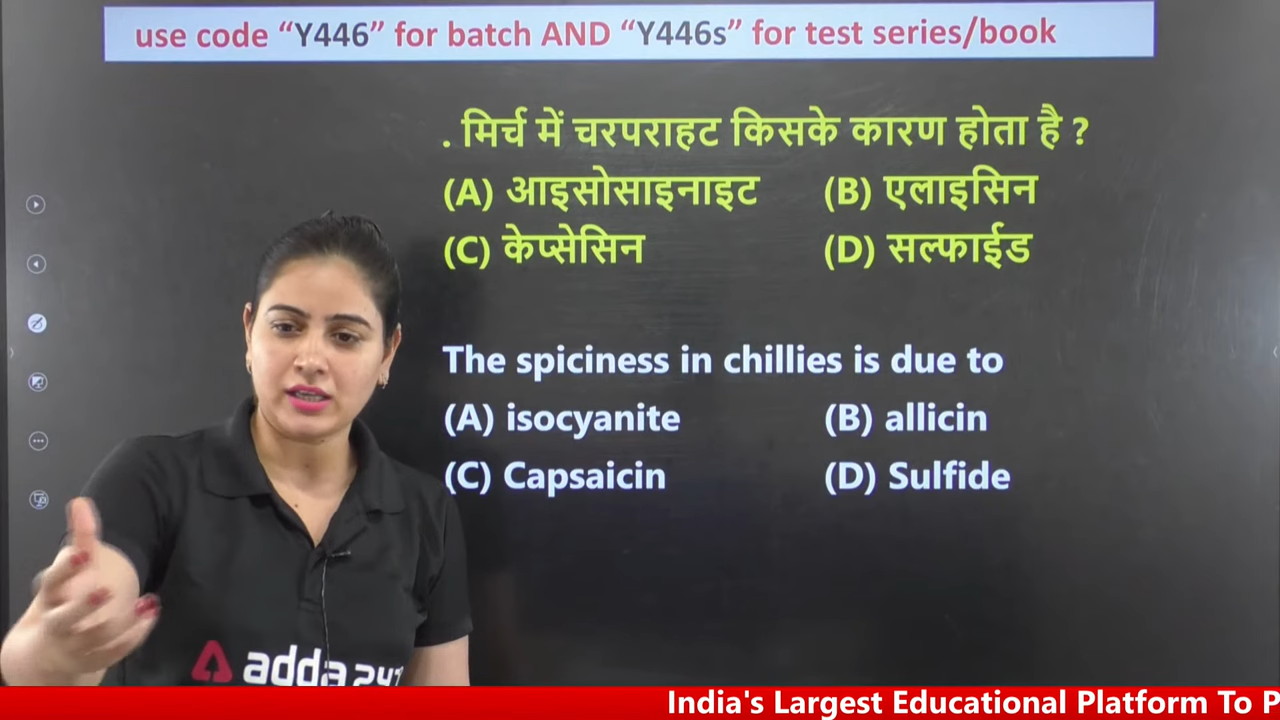 use code “Y446” for batch AND “Y446s” for test series/book
. मिर्च में चरपराहट किसके कारण होता है ?
(A) आइसोसाइनाइट (B) एलाइसिन
(C) केप्सेसिन (D) सल्फाईड
The spiciness in chillies is due to
(A) isocyanite (B) allicin
(C) Capsaicin (D) Sulfide
adda 247
India's Largest Educational Platform To P